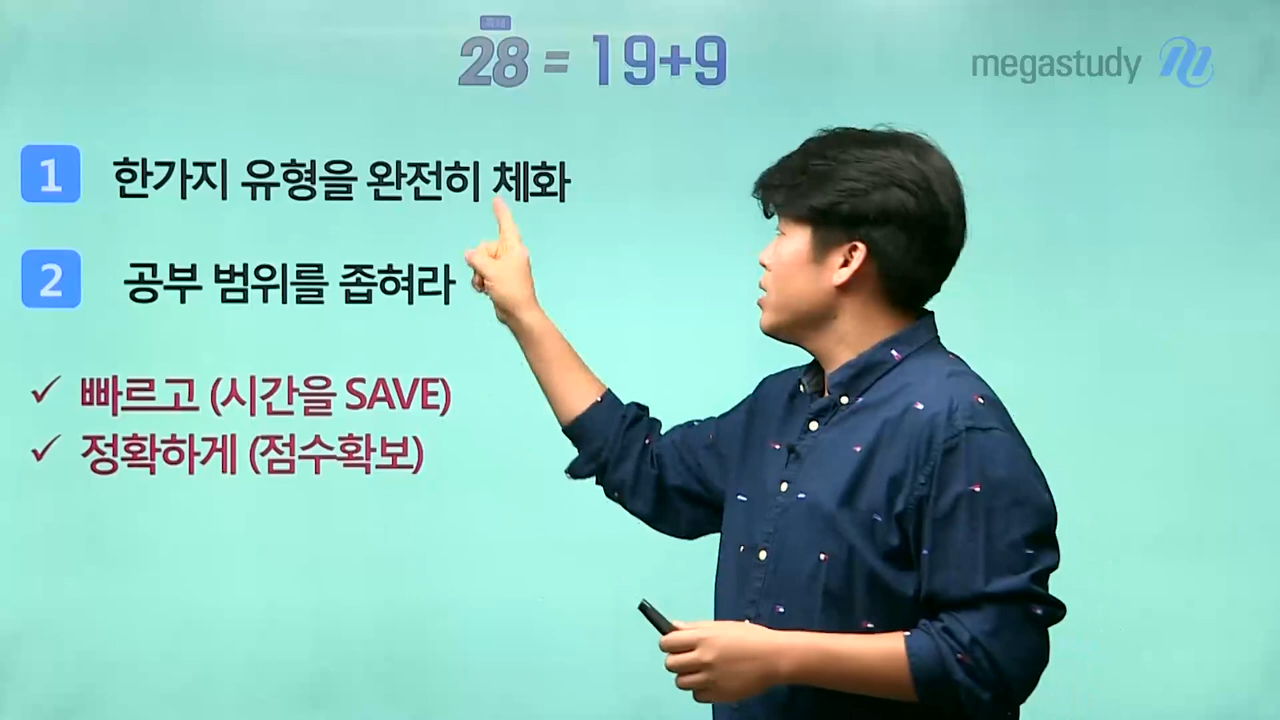 28 = 19+9
megastudy
1 한가지 유형을 완전히 체화
2 공부 범위를 좁혀라
✓ 빠르고 (시간을 SAVE)
✓ 정확하게 (점수확보)